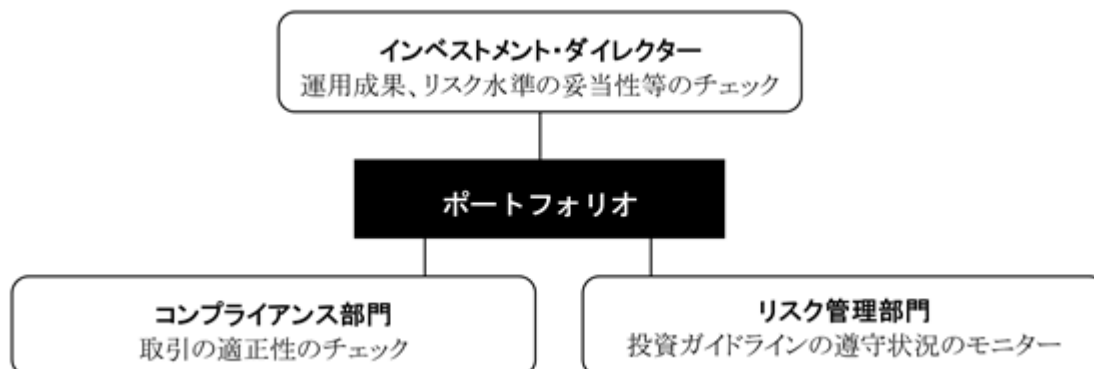 インベストメント・ダイレクター
運用成果、リスク水準の妥当性等のチェック
ポートフォリオ
コンプライアンス部門
取引の適正性のチェック
リスク管理部門
投資ガイドラインの遵守状況のモニター